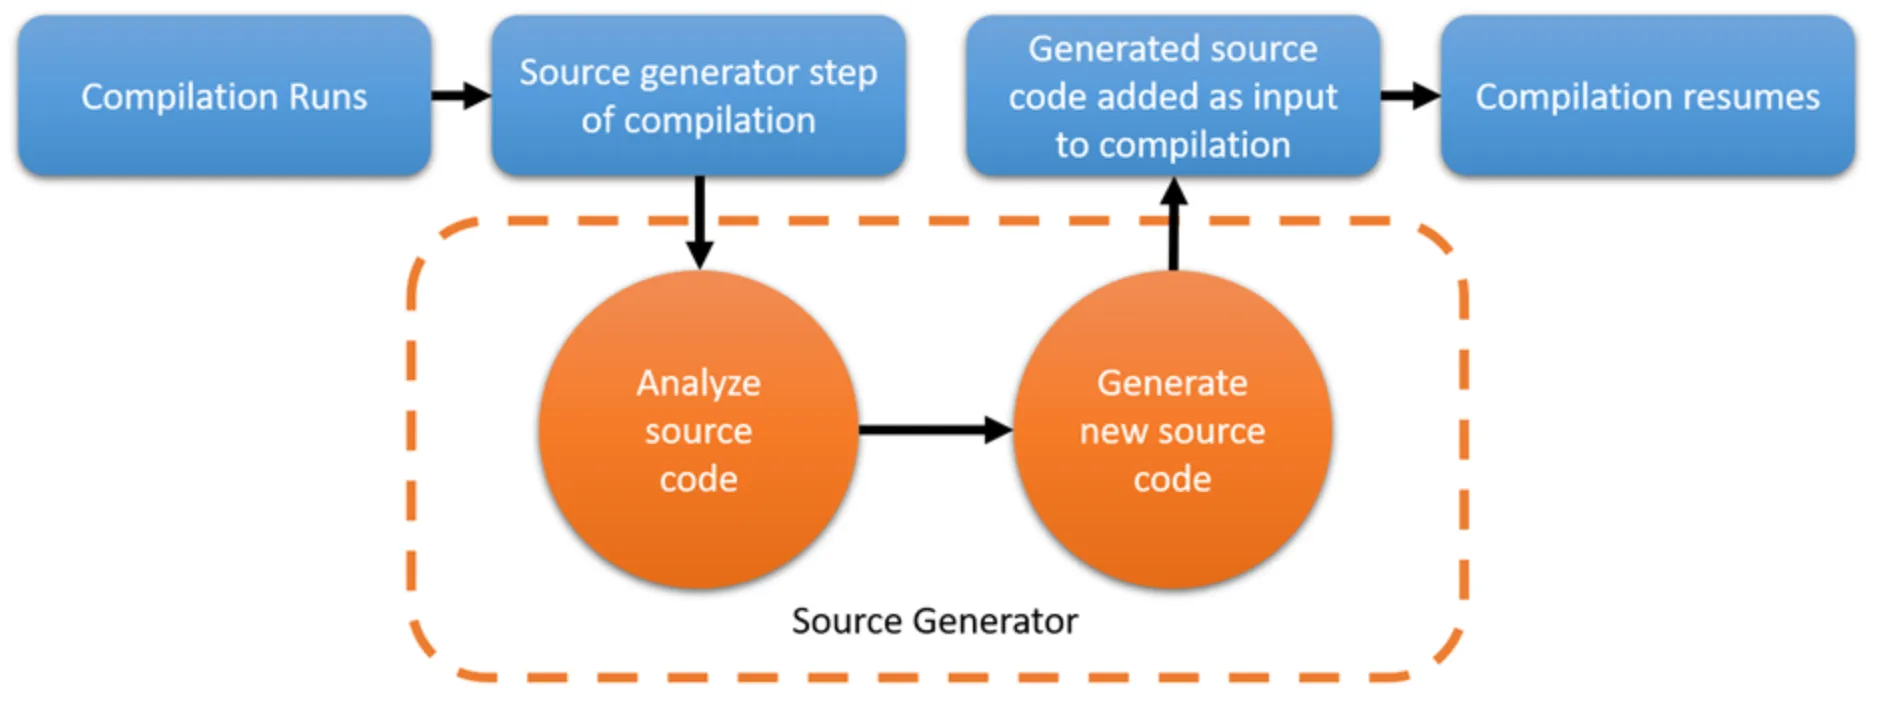 Compilation Runs
Source generator step
of compilation
Generated source
code added as input
to compilation
Compilation resumes
Analyze
source
code
Generate
new source
code
Source Generator